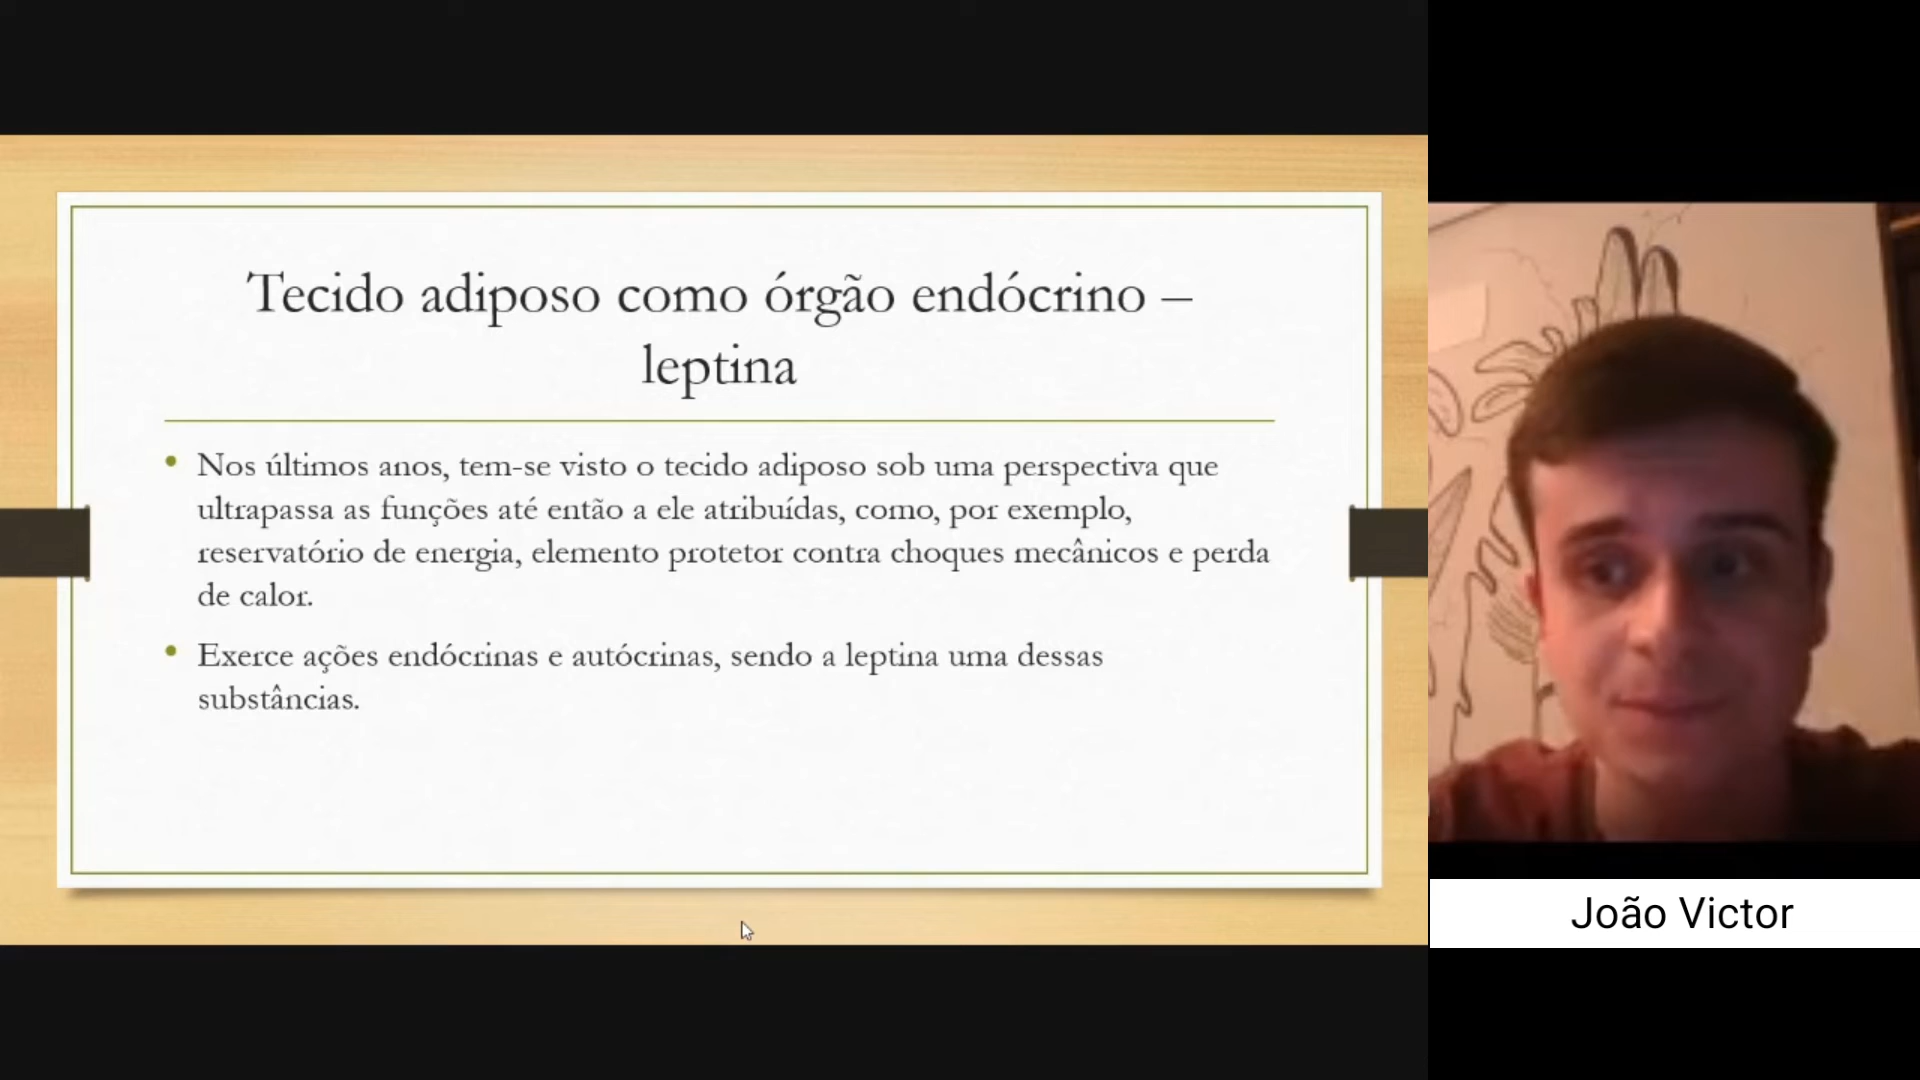 Tecido adiposo como órgão endócrino –
leptina
• Nos últimos anos, tem-se visto o tecido adiposo sob uma perspectiva que
ultrapassa as funções até então a ele atribuídas, como, por exemplo,
reservatório de energia, elemento protetor contra choques mecânicos e perda
de calor.
• Exerce ações endócrinas e autócrinas, sendo a leptina uma dessas
substâncias.
João Victor